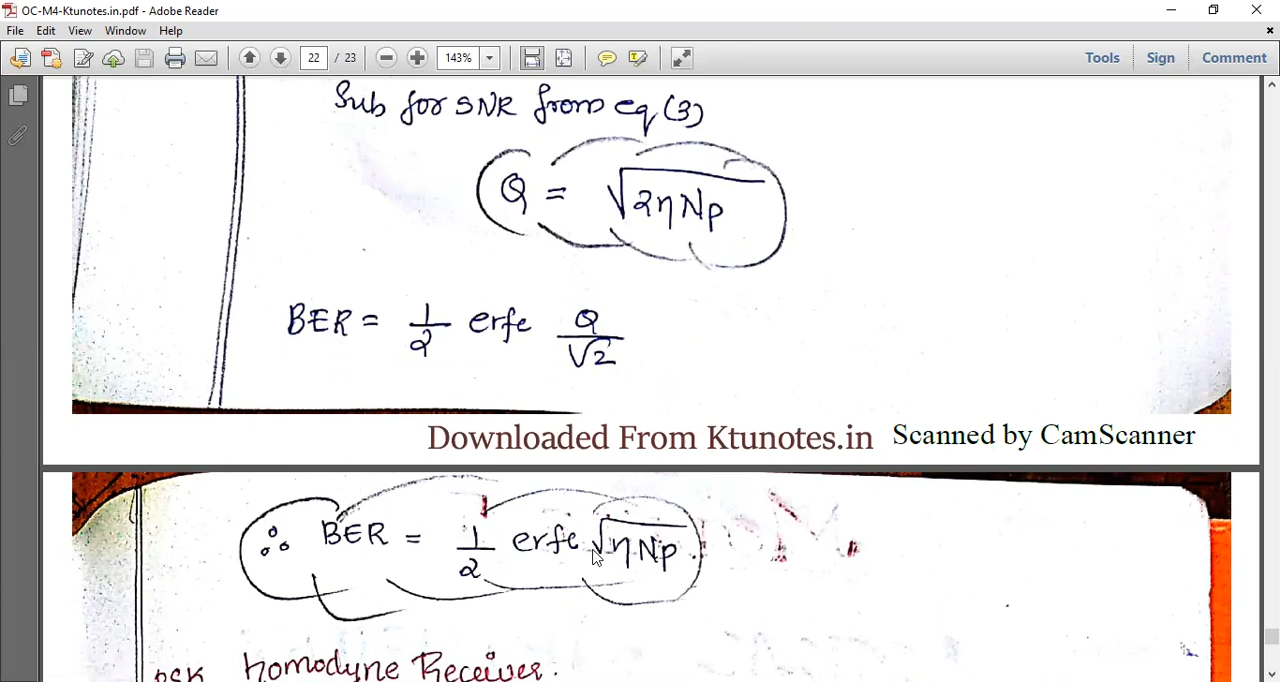 OC-M4-Ktunotes.in.pdf - Adobe Reader
File Edit View Window Help
22 / 23 143% Tools Sign Comment
Sub for SNR from eq (3)
Q = √2ηNp
BER = 1/2 erfc Q/√2
Downloaded From Ktunotes.in Scanned by CamScanner
∴ BER = 1/2 erfc √ηNp.
PSK homodyne Receiver.